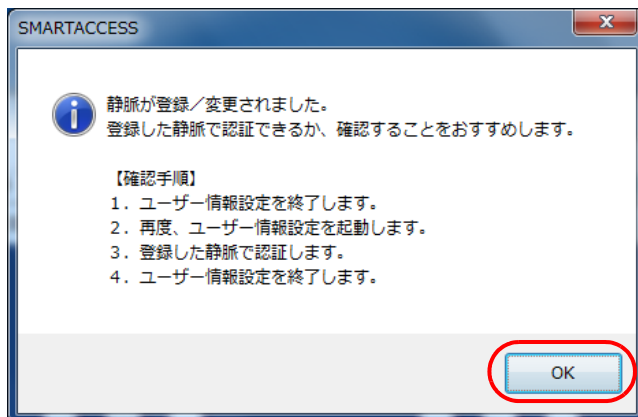 SMARTACCESS
静脈が登録／変更されました。
登録した静脈で認証できるか、確認することをおすすめします。
【確認手順】
１．ユーザー情報設定を終了します。
２．再度、ユーザー情報設定を起動します。
３．登録した静脈で認証します。
４．ユーザー情報設定を終了します。
OK